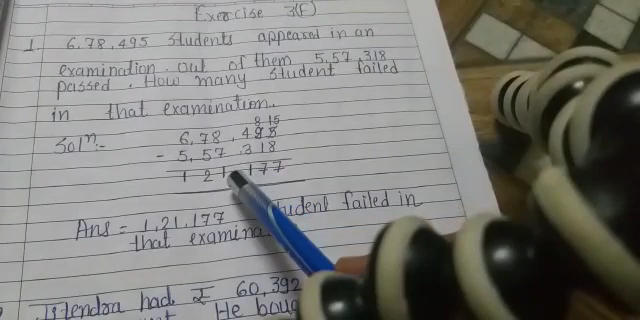 Exercise 3(F)
1. 6,78,495 students appeared in an
examination. out of them 5,57,318
passed. How many student failed
in that examination.
8 15
Solⁿ:- 6,78,495
- 5,57,318
1 21 177
Ans = 1,21,177 student failed in
that examina
Jitendra had ₹ 60,392
He boug